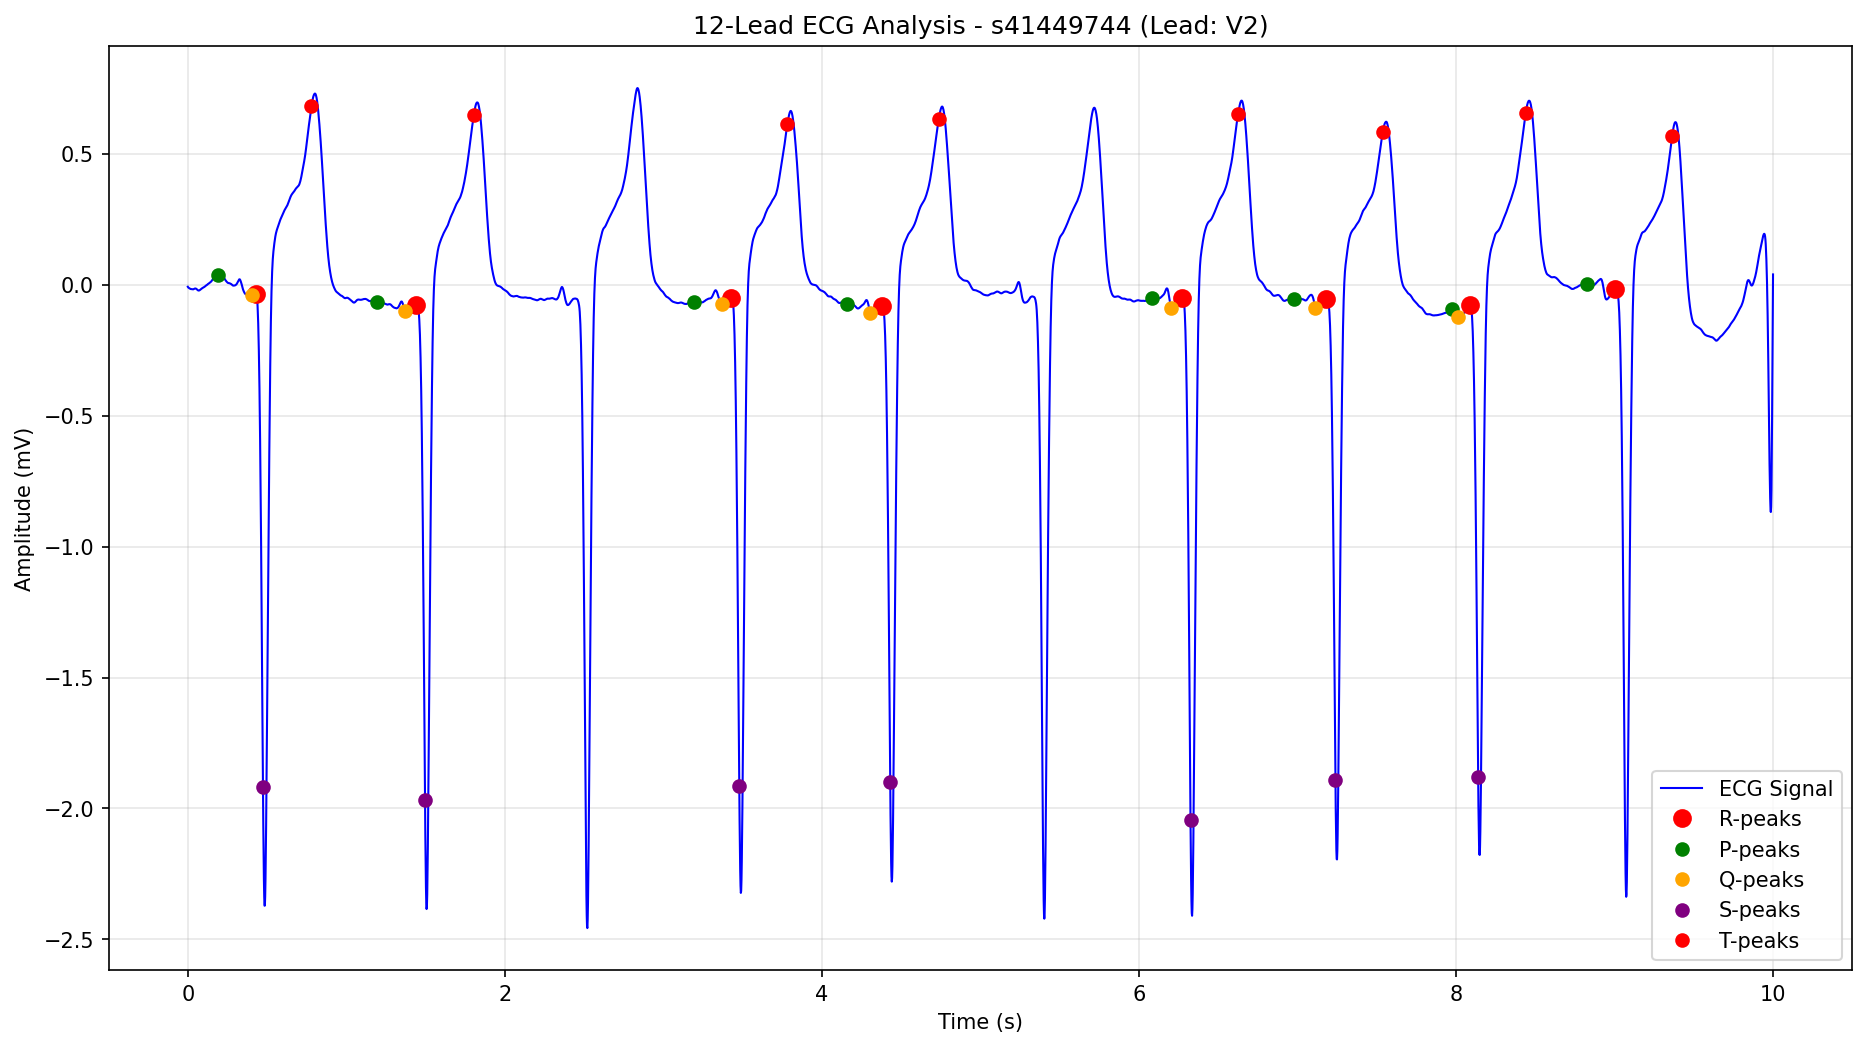 12-Lead ECG Analysis - s41449744 (Lead: V2)
Amplitude (mV)
0.5
0.0
−0.5
−1.0
−1.5
−2.0
−2.5
ECG Signal
R-peaks
P-peaks
Q-peaks
S-peaks
T-peaks
0 2 4 6 8 10
Time (s)